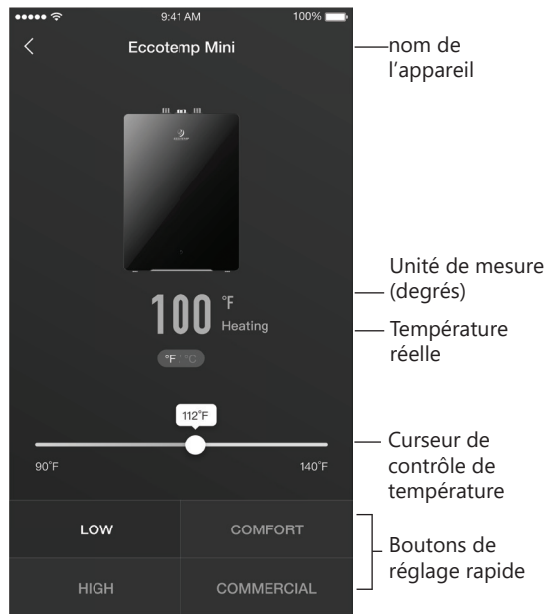 9:41 AM
100%
Eccotemp Mini
nom de
l'appareil
100 °F
Heating
Unité de mesure
(degrés)
Température
réelle
°F °C
112°F
90°F
140°F
Curseur de
contrôle de
température
LOW
COMFORT
HIGH
COMMERCIAL
Boutons de
réglage rapide